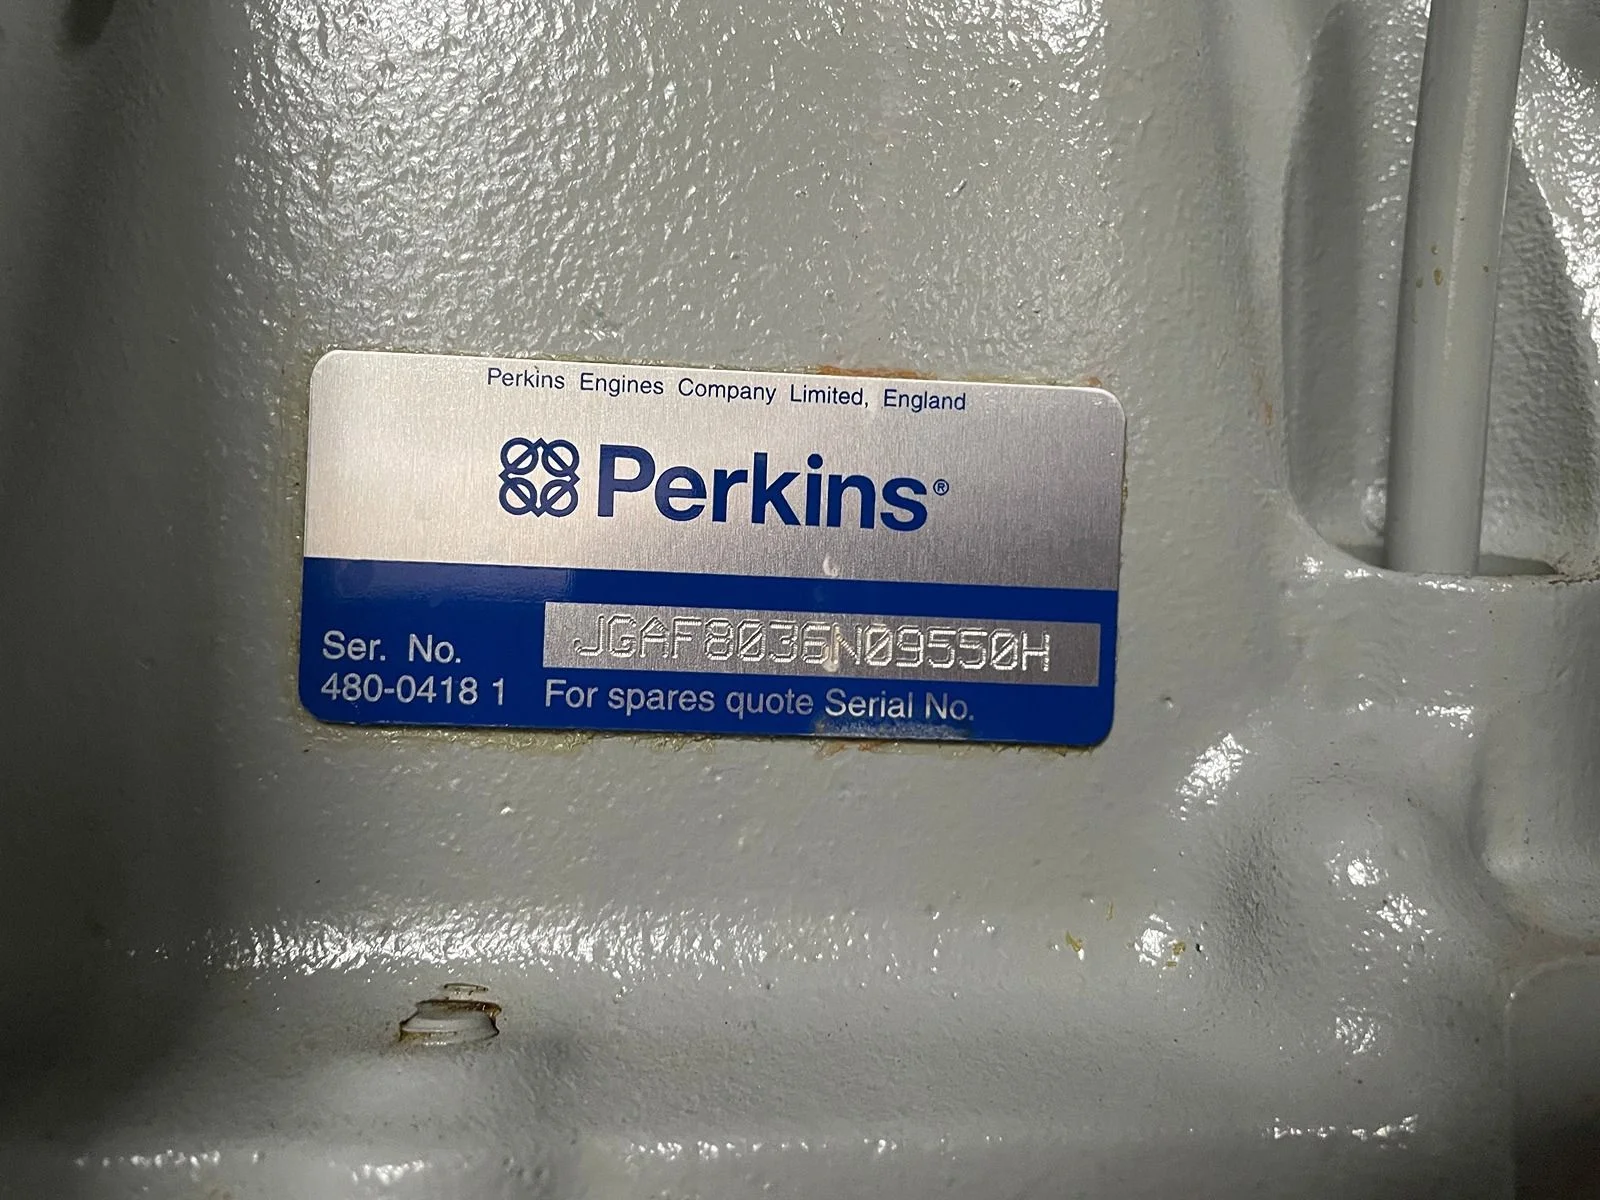 Perkins Engines Company Limited, England
Perkins®
Ser. No. JGAF8036N09550H
480-0418 1 For spares quote Serial No.